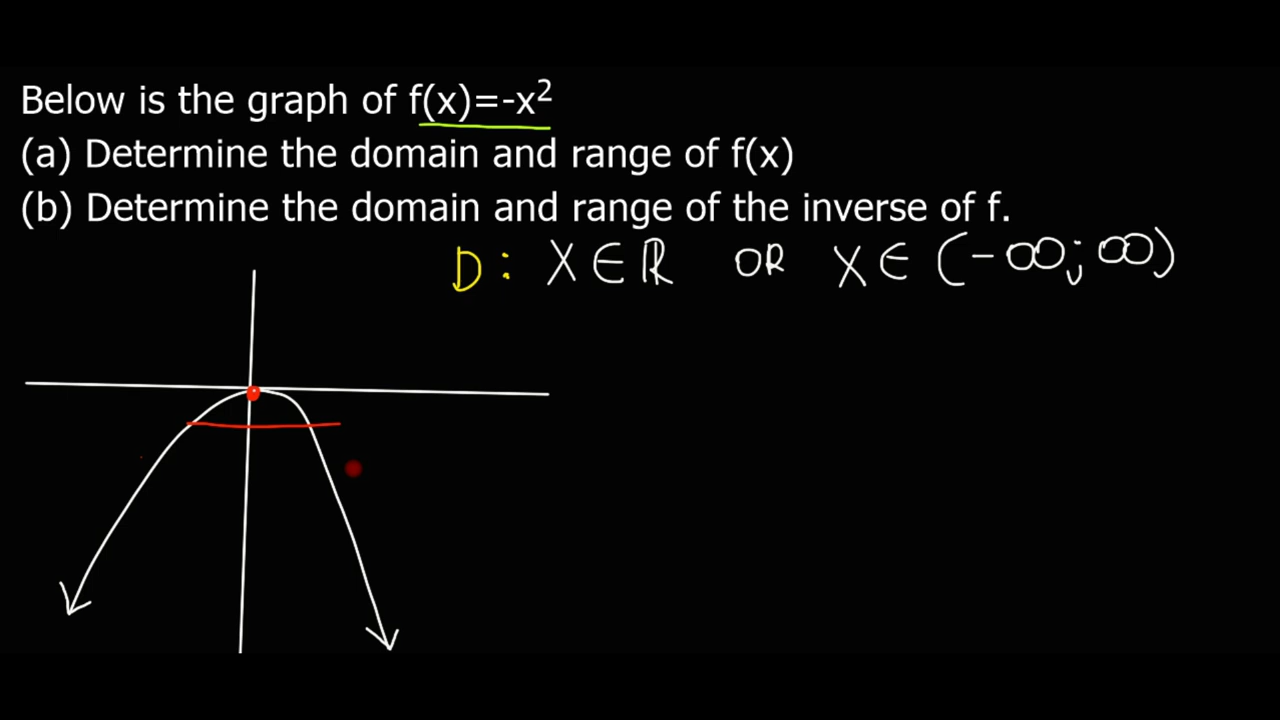 Below is the graph of f(x)=-x²
(a) Determine the domain and range of f(x)
(b) Determine the domain and range of the inverse of f.
D: X∈ℝ OR X∈(-∞;∞)